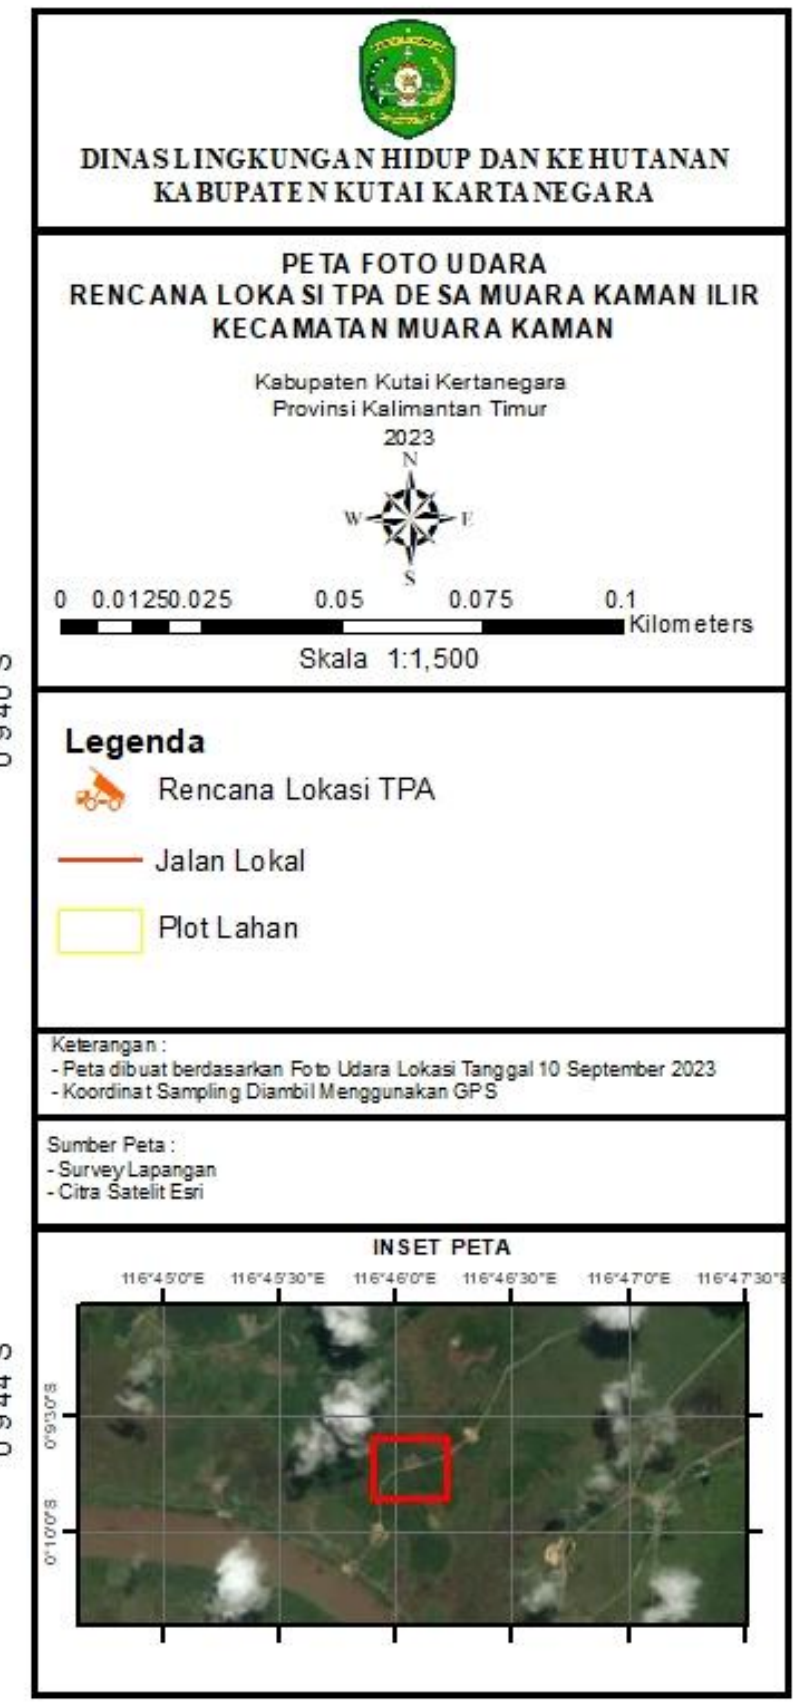 DINAS LINGKUNGAN HIDUP DAN KEHUTANAN
KABUPATEN KUTAI KARTANEGARA
PETA FOTO UDARA
RENCANA LOKASI TPA DESA MUARA KAMAN ILIR
KECAMATAN MUARA KAMAN
Kabupaten Kutai Kertanegara
Provinsi Kalimantan Timur
2023
N
W E
S
0 0.01250.025 0.05 0.075 0.1
Kilometers
Skala 1:1,500
Legenda
Rencana Lokasi TPA
Jalan Lokal
Plot Lahan
Keterangan :
- Peta dibuat berdasarkan Foto Udara Lokasi Tanggal 10 September 2023
- Koordinat Sampling Diambil Menggunakan GPS
Sumber Peta :
- Survey Lapangan
- Citra Satelit Esri
INSET PETA
116°45'0"E 116°45'30"E 116°46'0"E 116°46'30"E 116°47'0"E 116°47'30"E
0°9'30"S
0°10'0"S